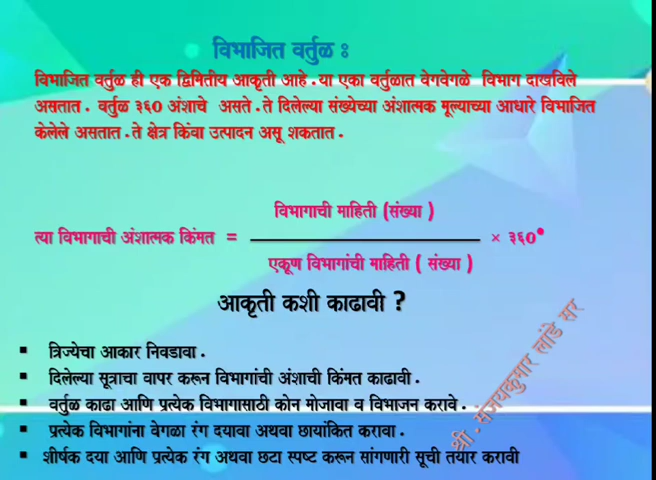 विभाजित वर्तुळ :
विभाजित वर्तुळ ही एक द्विमितीय आकृती आहे . या एका वर्तुळात वेगवेगळे विभाग दाखविले
असतात . वर्तुळ ३६० अंशाचे असते . ते दिलेल्या संख्येच्या अंशात्मक मूल्याच्या आधारे विभाजित
केलेले असतात . ते क्षेत्र किंवा उत्पादन असू शकतात .
विभागाची माहिती (संख्या )
त्या विभागाची अंशात्मक किंमत = × ३६०°
एकूण विभागांची माहिती ( संख्या )
आकृती कशी काढावी ?
▪ त्रिज्येचा आकार निवडावा .
▪ दिलेल्या सूत्राचा वापर करून विभागांची अंशाची किंमत काढावी .
▪ वर्तुळ काढा आणि प्रत्येक विभागासाठी कोन मोजावा व विभाजन करावे .
▪ प्रत्येक विभागांना वेगळा रंग दयावा अथवा छायांकित करावा .
▪ शीर्षक दया आणि प्रत्येक रंग अथवा छटा स्पष्ट करून सांगणारी सूची तयार करावी
श्री . संजयकुमार लांडे सर